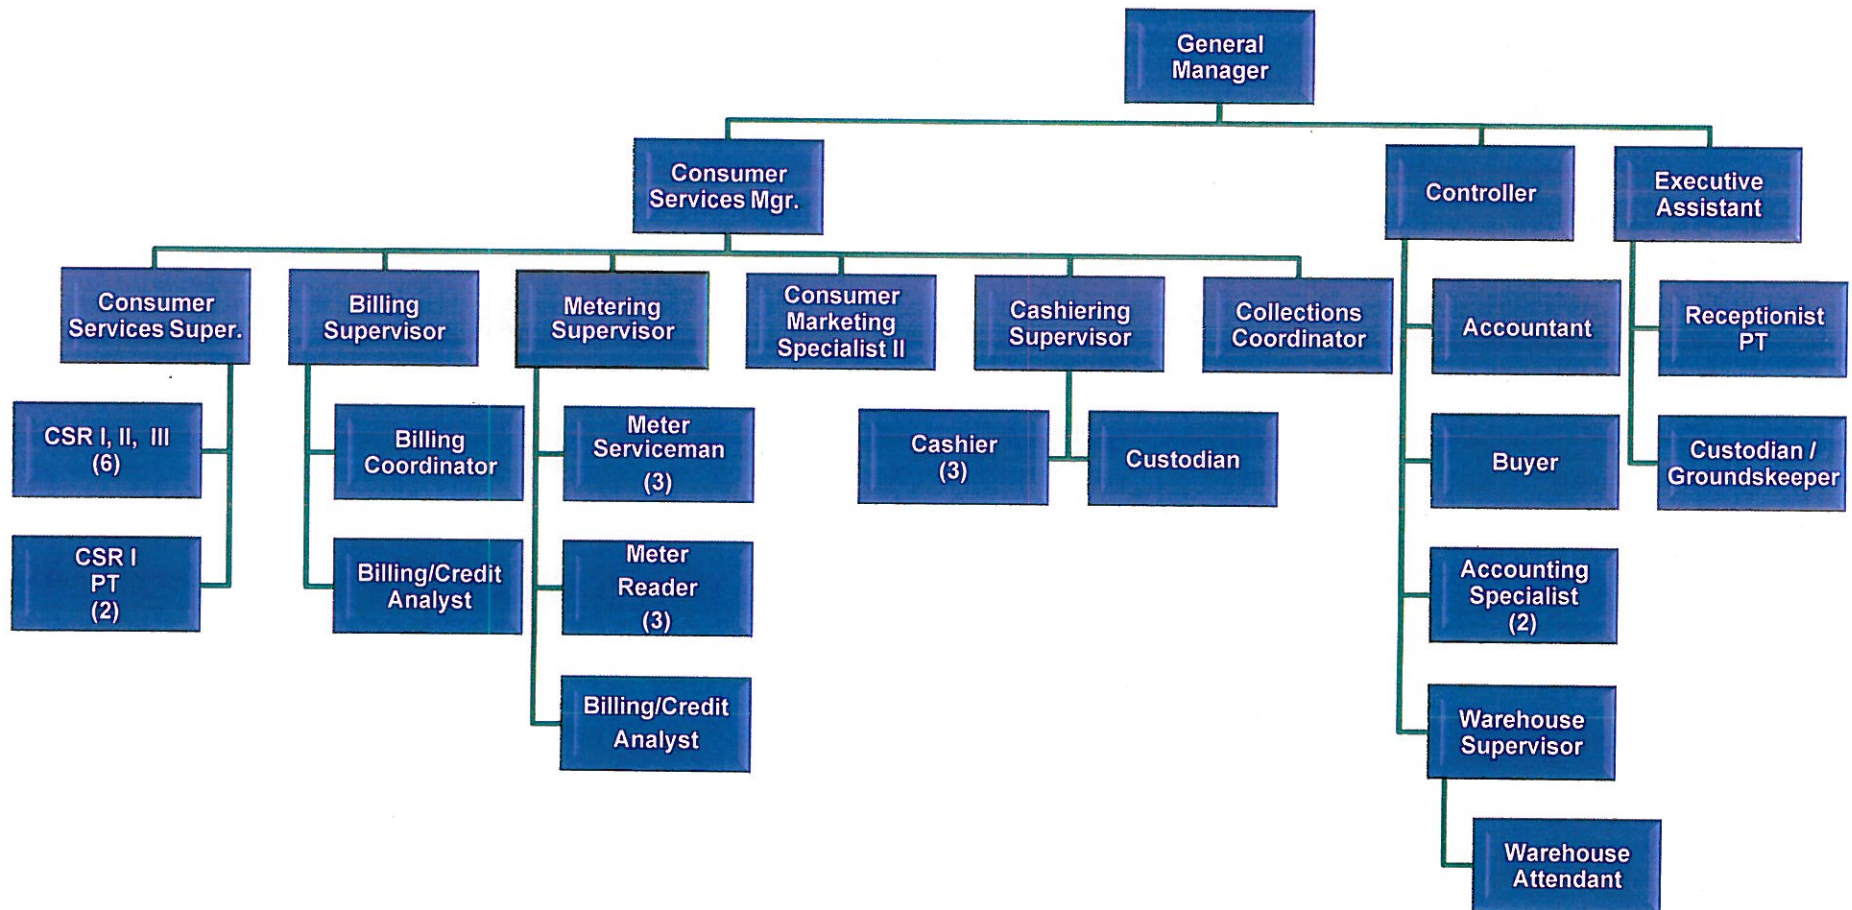 General
Manager
Consumer
Services Mgr.
Controller
Executive
Assistant
Consumer
Services Super.
Billing
Supervisor
Metering
Supervisor
Consumer
Marketing
Specialist II
Cashiering
Supervisor
Collections
Coordinator
Accountant
Receptionist
PT
CSR I, II, III
(6)
Billing
Coordinator
Meter
Serviceman
(3)
Cashier
(3)
Custodian
Buyer
Custodian /
Groundskeeper
CSR I
PT
(2)
Billing/Credit
Analyst
Meter
Reader
(3)
Accounting
Specialist
(2)
Billing/Credit
Analyst
Warehouse
Supervisor
Warehouse
Attendant